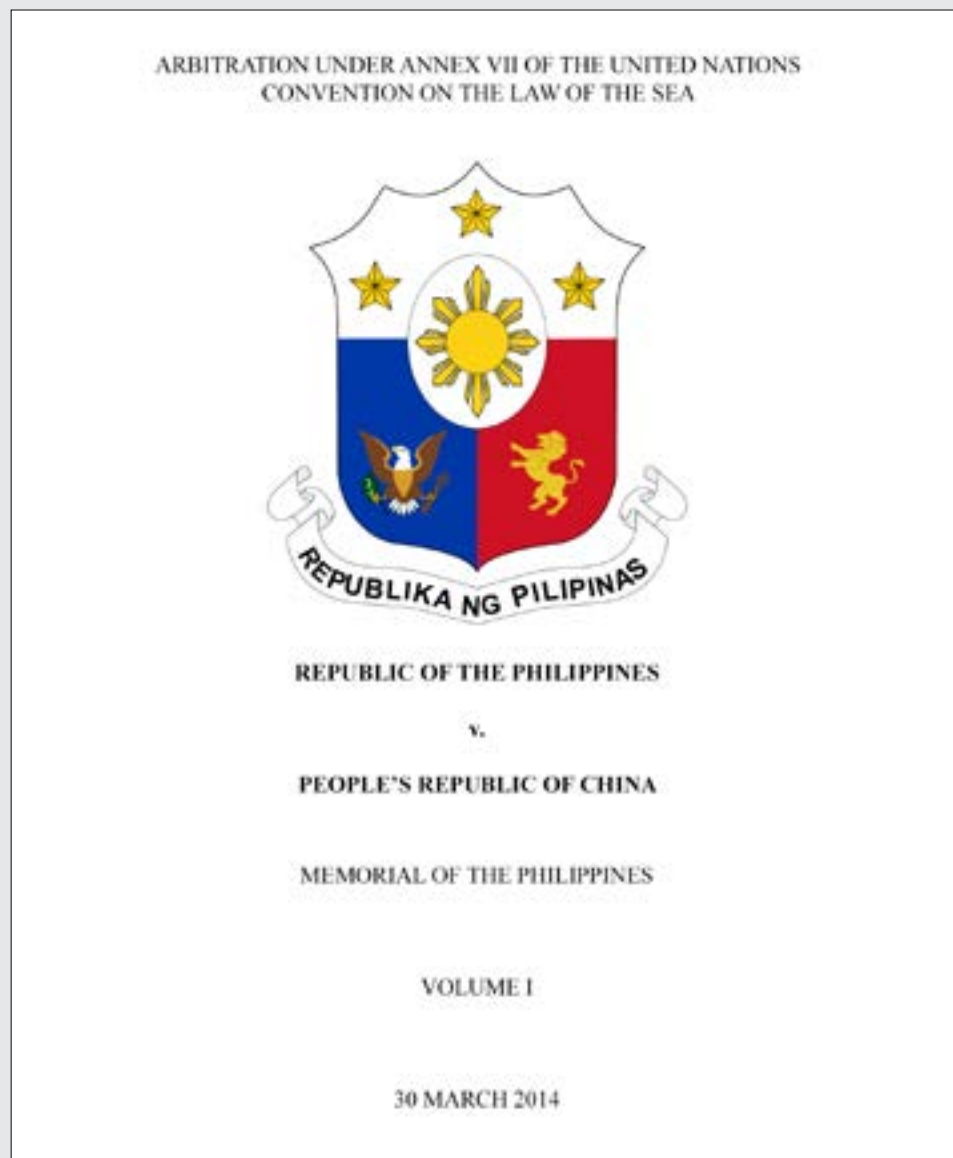 ARBITRATION UNDER ANNEX VII OF THE UNITED NATIONS
CONVENTION ON THE LAW OF THE SEA
REPUBLIKA NG PILIPINAS
REPUBLIC OF THE PHILIPPINES
v.
PEOPLE’S REPUBLIC OF CHINA
MEMORIAL OF THE PHILIPPINES
VOLUME I
30 MARCH 2014